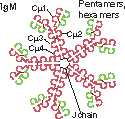 IgM
Pentamers,
hexamers
Cμ1
Cμ2
Cμ3
Cμ4
J chain